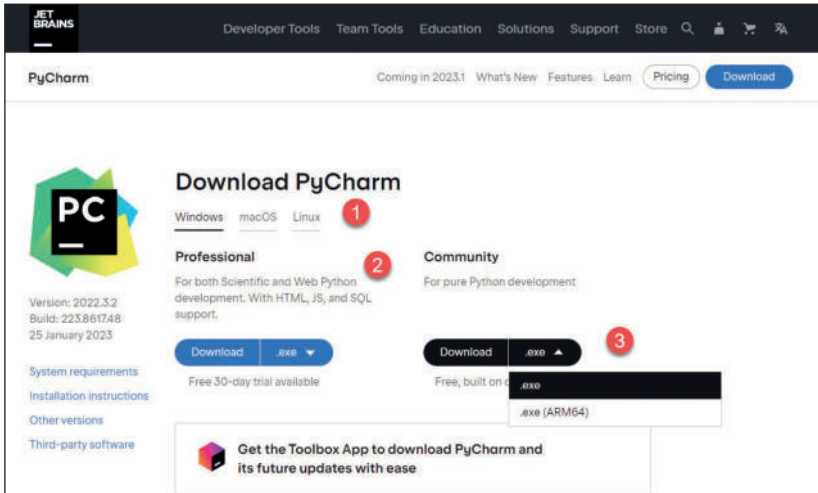 JET
BRAINS
Developer Tools Team Tools Education Solutions Support Store
PyCharm
Coming in 2023.1 What's New Features Learn Pricing Download
PC
Download PyCharm
Windows macOS Linux 1
Professional
2
For both Scientific and Web Python
development. With HTML, JS, and SQL
support.
Download .exe
Free 30-day trial available
Community
For pure Python development
Download .exe
3
Free, built on
.exe
.exe (ARM64)
Version: 2022.3.2
Build: 223.8617.48
25 January 2023
System requirements
Installation instructions
Other versions
Third-party software
Get the Toolbox App to download PyCharm and
its future updates with ease